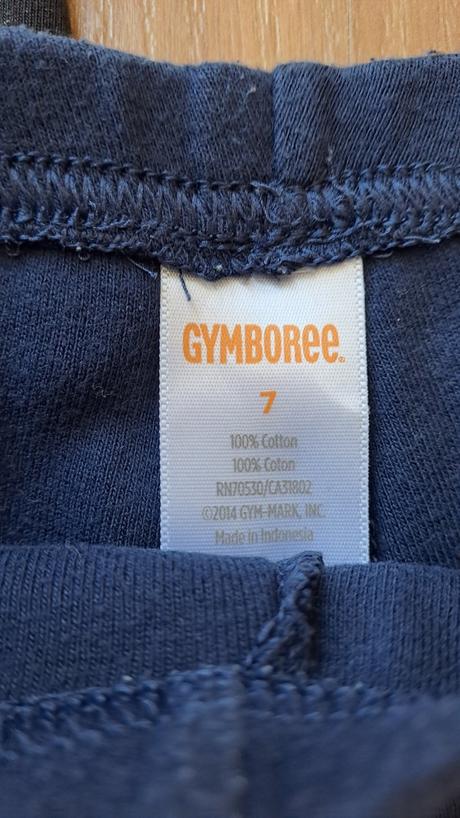 GYMBOREE
7
100% Cotton
100% Coton
RN70530/CA31802
©2014 GYM-MARK, INC.
Made in Indonesia